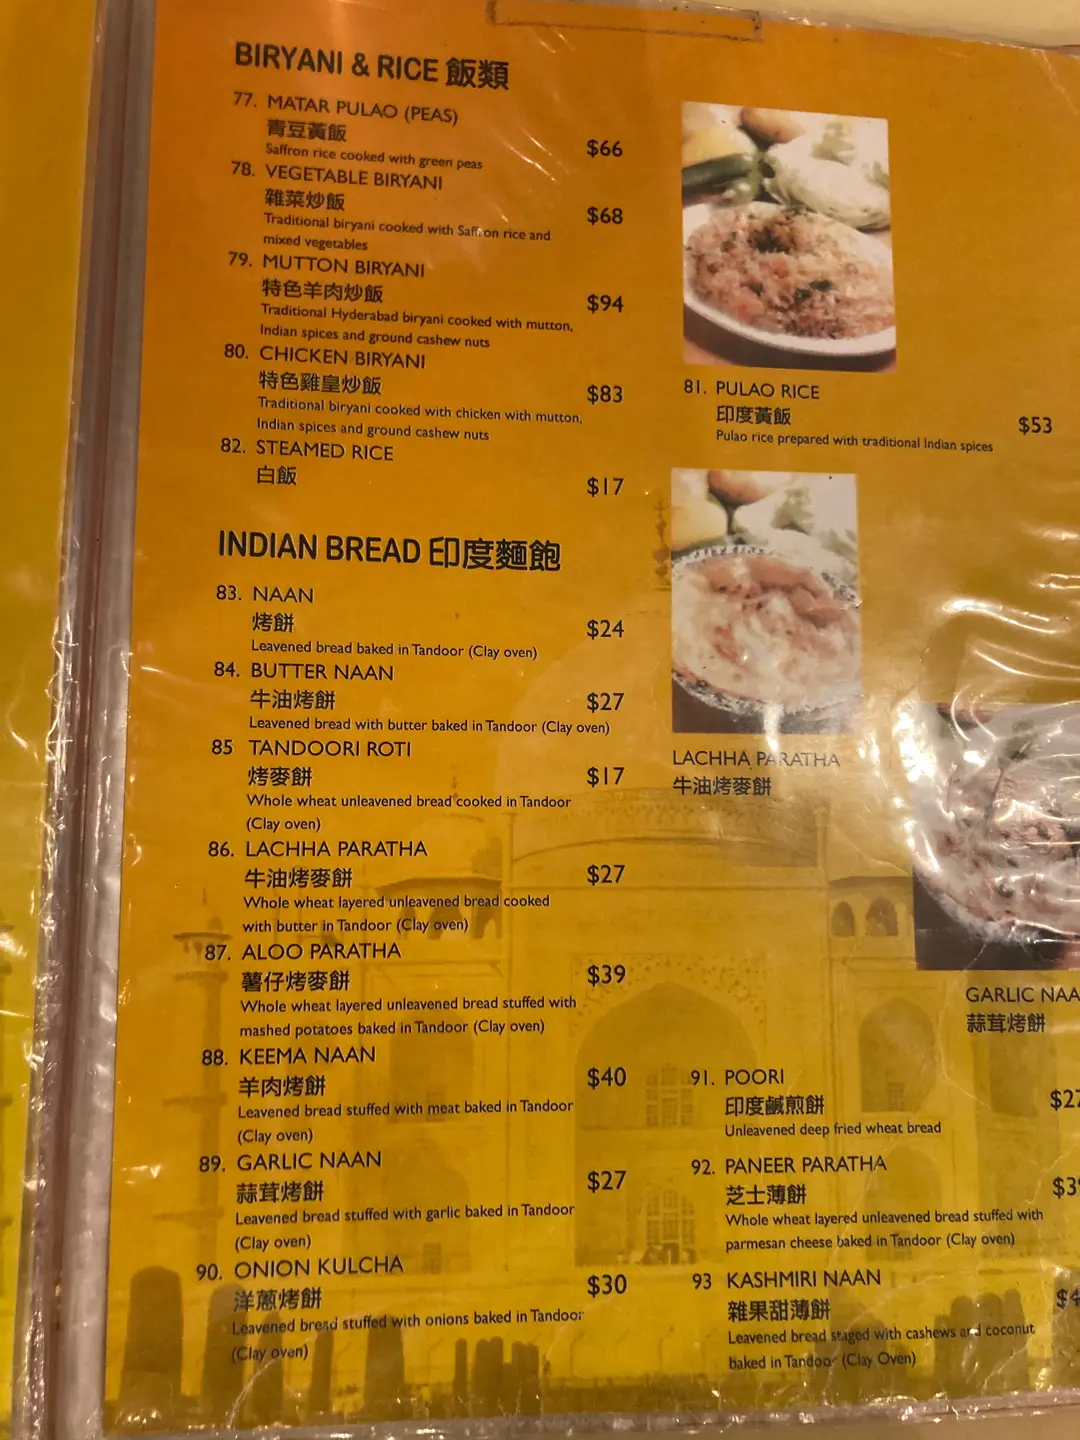 BIRYANI & RICE 飯類
77. MATAR PULAO (PEAS)
青豆黃飯
Saffron rice cooked with green peas
$66
78. VEGETABLE BIRYANI
雜菜炒飯
$68
Traditional biryani cooked with Saffron rice and
mixed vegetables
79. MUTTON BIRYANI
特色羊肉炒飯
$94
Traditional Hyderabad biryani cooked with mutton,
Indian spices and ground cashew nuts
80. CHICKEN BIRYANI
特色雞皇炒飯
$83
Traditional biryani cooked with chicken with mutton,
Indian spices and ground cashew nuts
82. STEAMED RICE
白飯
$17
81. PULAO RICE
印度黃飯
$53
Pulao rice prepared with traditional Indian spices
INDIAN BREAD 印度麵飽
83. NAAN
烤餅
$24
Leavened bread baked in Tandoor (Clay oven)
84. BUTTER NAAN
牛油烤餅
$27
Leavened bread with butter baked in Tandoor (Clay oven)
85 TANDOORI ROTI
烤麥餅
$17
Whole wheat unleavened bread cooked in Tandoor
(Clay oven)
86. LACHHA PARATHA
牛油烤麥餅
$27
Whole wheat layered unleavened bread cooked
with butter in Tandoor (Clay oven)
87. ALOO PARATHA
薯仔烤麥餅
$39
Whole wheat layered unleavened bread stuffed with
mashed potatoes baked in Tandoor (Clay oven)
88. KEEMA NAAN
羊肉烤餅
$40
Leavened bread stuffed with meat baked in Tandoor
(Clay oven)
89. GARLIC NAAN
蒜茸烤餅
$27
Leavened bread stuffed with garlic baked in Tandoor
(Clay oven)
90. ONION KULCHA
洋蔥烤餅
$30
Leavened bread stuffed with onions baked in Tandoor
(Clay oven)
LACHHA PARATHA
牛油烤麥餅
GARLIC NAA
蒜茸烤餅
91. POORI
印度鹹煎餅
$27
Unleavened deep fried wheat bread
92. PANEER PARATHA
芝士薄餅
Whole wheat layered unleavened bread stuffed with
parmesan cheese baked in Tandoor (Clay oven)
93 KASHMIRI NAAN
雜果甜薄餅
Leavened bread staged with cashews and coconut
baked in Tandoor (Clay Oven)